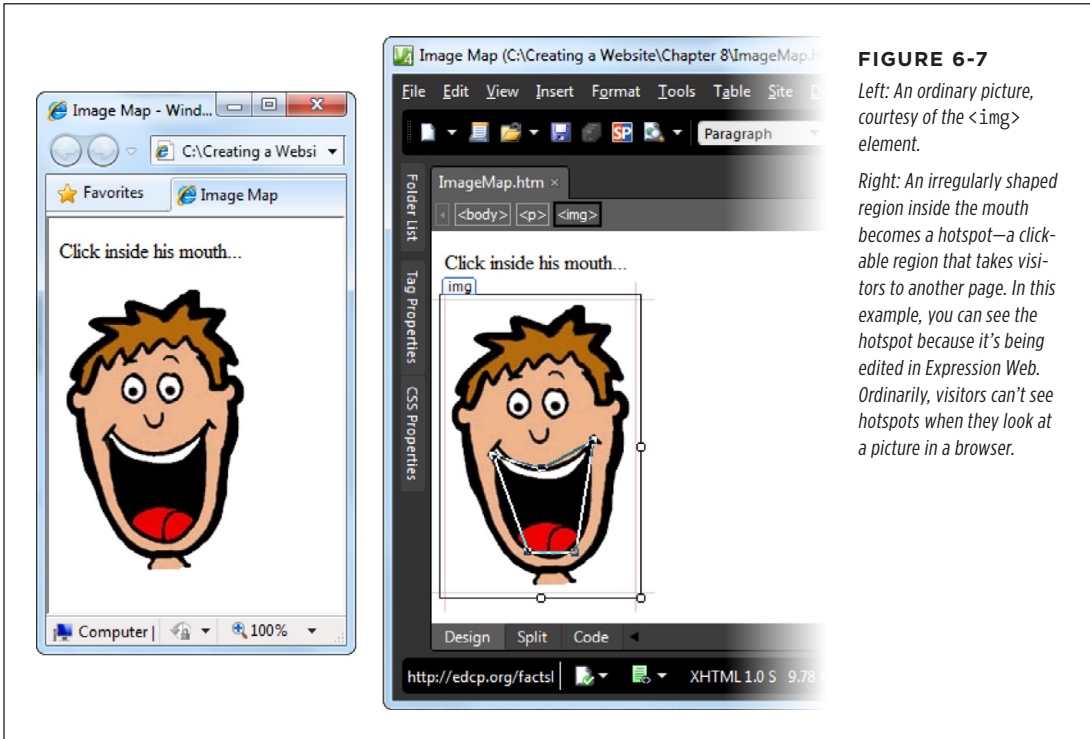 Image Map - Wind...
C:\Creating a Websi
Favorites
Image Map
Click inside his mouth...
Computer |
100%
Image Map (C:\Creating a Website\Chapter 8\ImageMap.h
File Edit View Insert Format Tools Table Site
SP
Paragraph
Folder List
Tag Properties
CSS Properties
ImageMap.htm ×
<body> <p> <img>
Click inside his mouth...
img
Design Split Code
http://edcp.org/factsl
XHTML 1.0 S 9.78
FIGURE 6-7
Left: An ordinary picture,
courtesy of the <img>
element.
Right: An irregularly shaped
region inside the mouth
becomes a hotspot—a click-
able region that takes visi-
tors to another page. In this
example, you can see the
hotspot because it's being
edited in Expression Web.
Ordinarily, visitors can't see
hotspots when they look at
a picture in a browser.